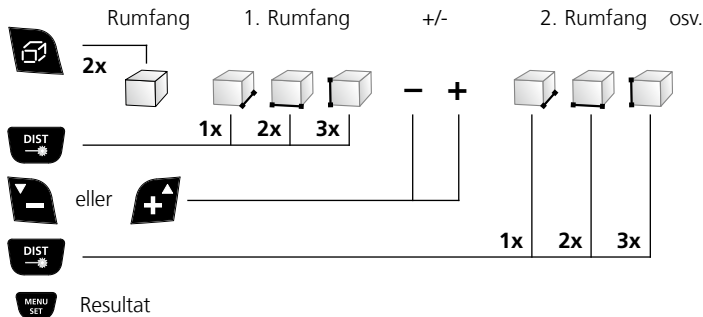 Rumfang 1. Rumfang +/- 2. Rumfang osv.
2x
− +
1x 2x 3x
DIST
− eller +
1x 2x 3x
DIST
MENU
SET
Resultat